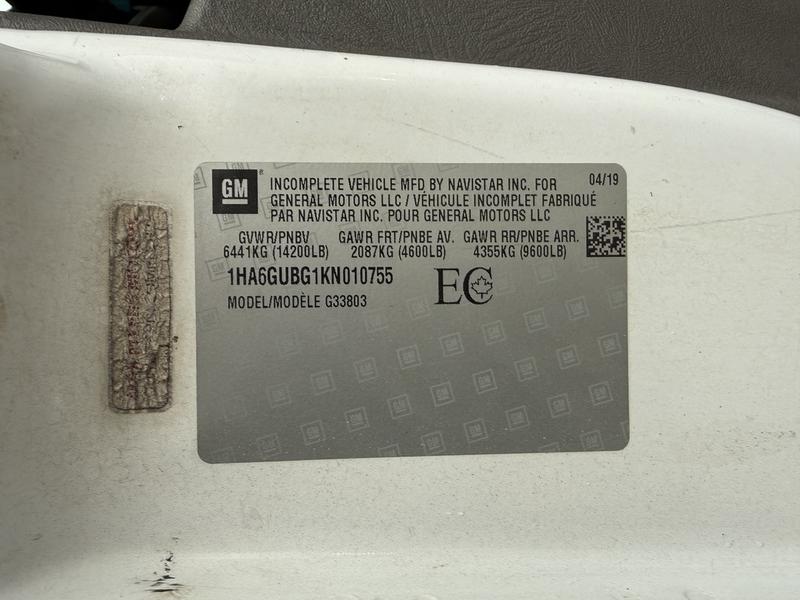 GM
INCOMPLETE VEHICLE MFD BY NAVISTAR INC. FOR
04/19
GENERAL MOTORS LLC / VÉHICULE INCOMPLET FABRIQUÉ
PAR NAVISTAR INC. POUR GENERAL MOTORS LLC
GVWR/PNBV GAWR FRT/PNBE AV. GAWR RR/PNBE ARR.
6441KG (14200LB) 2087KG (4600LB) 4355KG (9600LB)
1HA6GUBG1KN010755
EC
MODEL/MODÈLE G33803